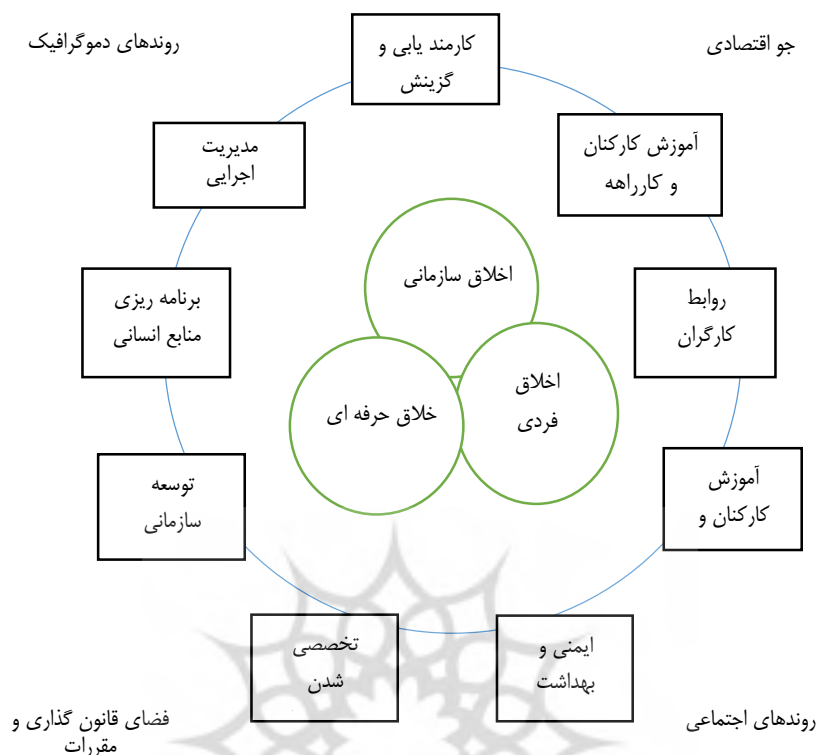 جو اقتصادی
روندهای دموگرافیک
کارمند یابی و
گزینش
آموزش کارکنان
و کارراهه
مدیریت
اجرایی
اخلاق سازمانی
روابط
کارگران
برنامه ریزی
منابع انسانی
اخلاق
فردی
خلاق حرفه ای
آموزش
کارکنان و
توسعه
سازمانی
ایمنی و
بهداشت
تخصصی
شدن
روندهای اجتماعی
فضای قانون گذاری و
مقررات